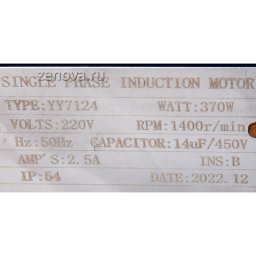 zenova.ru
SINGLE PHASE INDUCTION MOTOR
TYPE:YY7124 WATT:370W
VOLTS:220V RPM:1400r/min
Hz:50Hz CAPACITOR:14uF/450V
AMP'S:2.5A INS:B
IP:54 DATE:2022.12